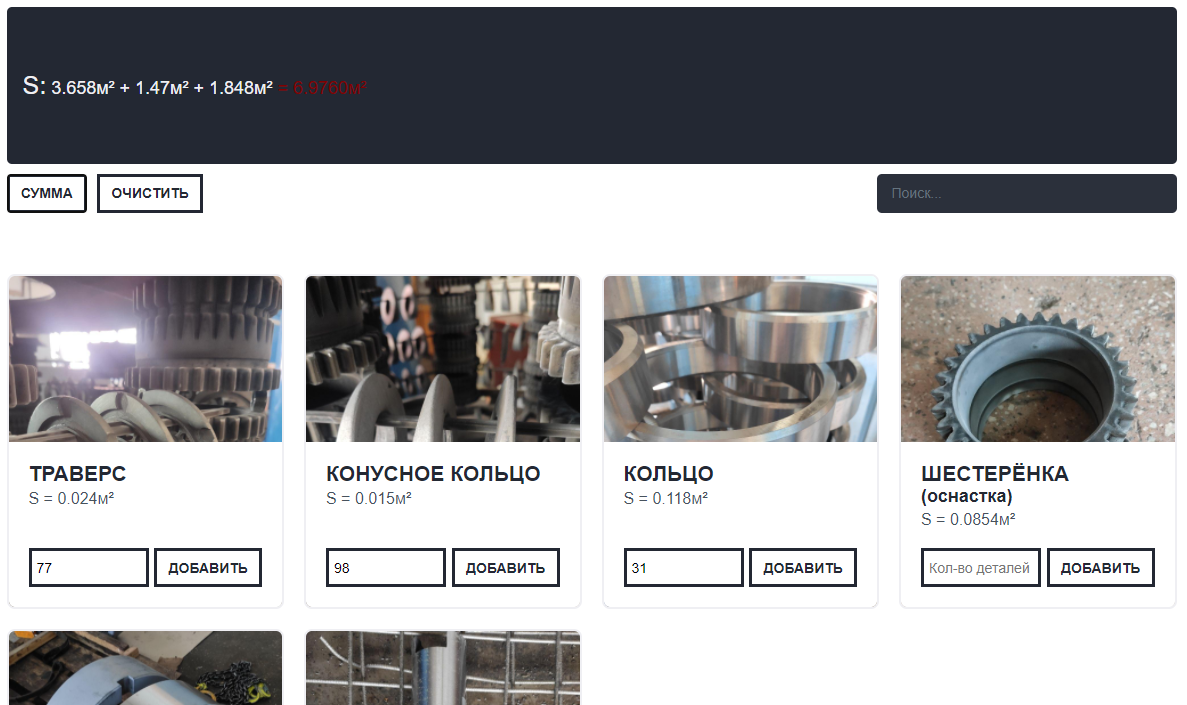 S: 3.658м² + 1.47м² + 1.848м² = 6.9760м²
СУММА ОЧИСТИТЬ Поиск...
ТРАВЕРС
S = 0.024м²
77 ДОБАВИТЬ
КОНУСНОЕ КОЛЬЦО
S = 0.015м²
98 ДОБАВИТЬ
КОЛЬЦО
S = 0.118м²
31 ДОБАВИТЬ
ШЕСТЕРЁНКА
(оснастка)
S = 0.0854м²
Кол-во деталей ДОБАВИТЬ